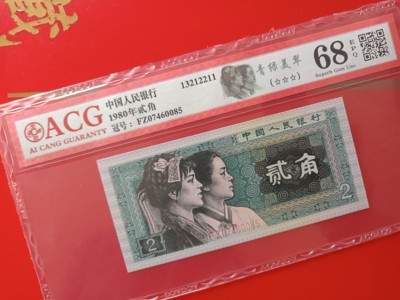 ACG
AI CANG GUARANTY
中国人民银行
1980年贰角
冠号：FZ07460085
13212211
青绿美翠
(☆☆☆)
68 EPQ
Superb Gem Unc
中国人民银行
贰角
2
2